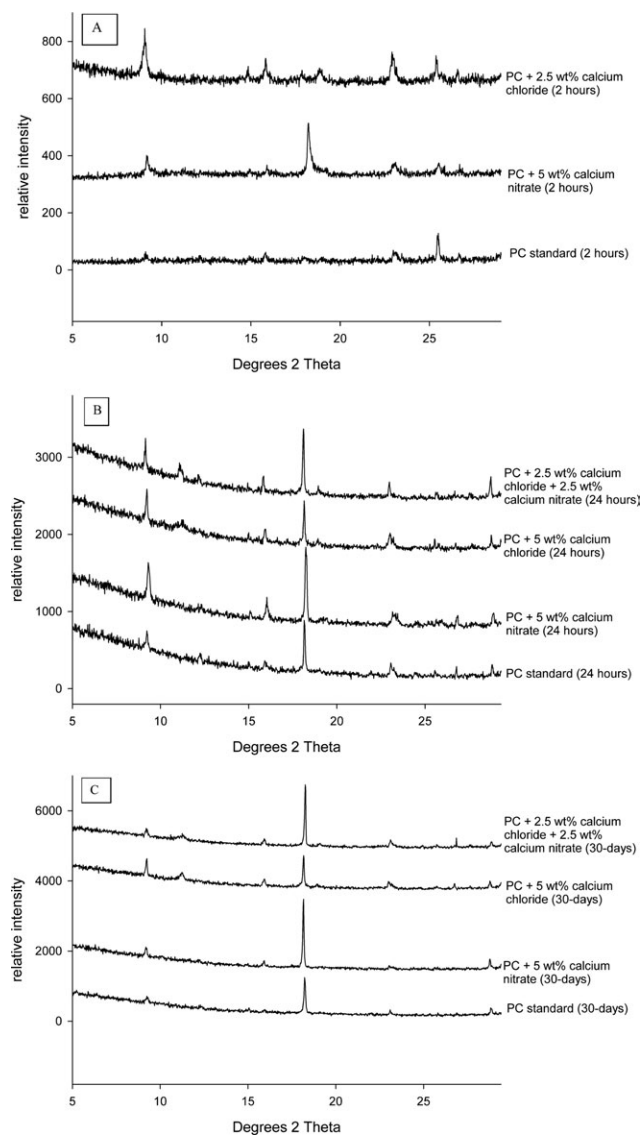 A
800
600
400
200
0
relative intensity
PC + 2.5 wt% calcium
chloride (2 hours)
PC + 5 wt% calcium
nitrate (2 hours)
PC standard (2 hours)
5 10 15 20 25
Degrees 2 Theta
B
3000
2000
1000
0
relative intensity
PC + 2.5 wt% calcium
chloride + 2.5 wt%
calcium nitrate (24 hours)
PC + 5 wt% calcium
chloride (24 hours)
PC + 5 wt% calcium
nitrate (24 hours)
PC standard (24 hours)
5 10 15 20 25
Degrees 2 Theta
C
6000
4000
2000
0
relative intensity
PC + 2.5 wt% calcium
chloride + 2.5 wt%
calcium nitrate (30-days)
PC + 5 wt% calcium
chloride (30-days)
PC + 5 wt% calcium
nitrate (30-days)
PC standard (30-days)
5 10 15 20 25
Degrees 2 Theta